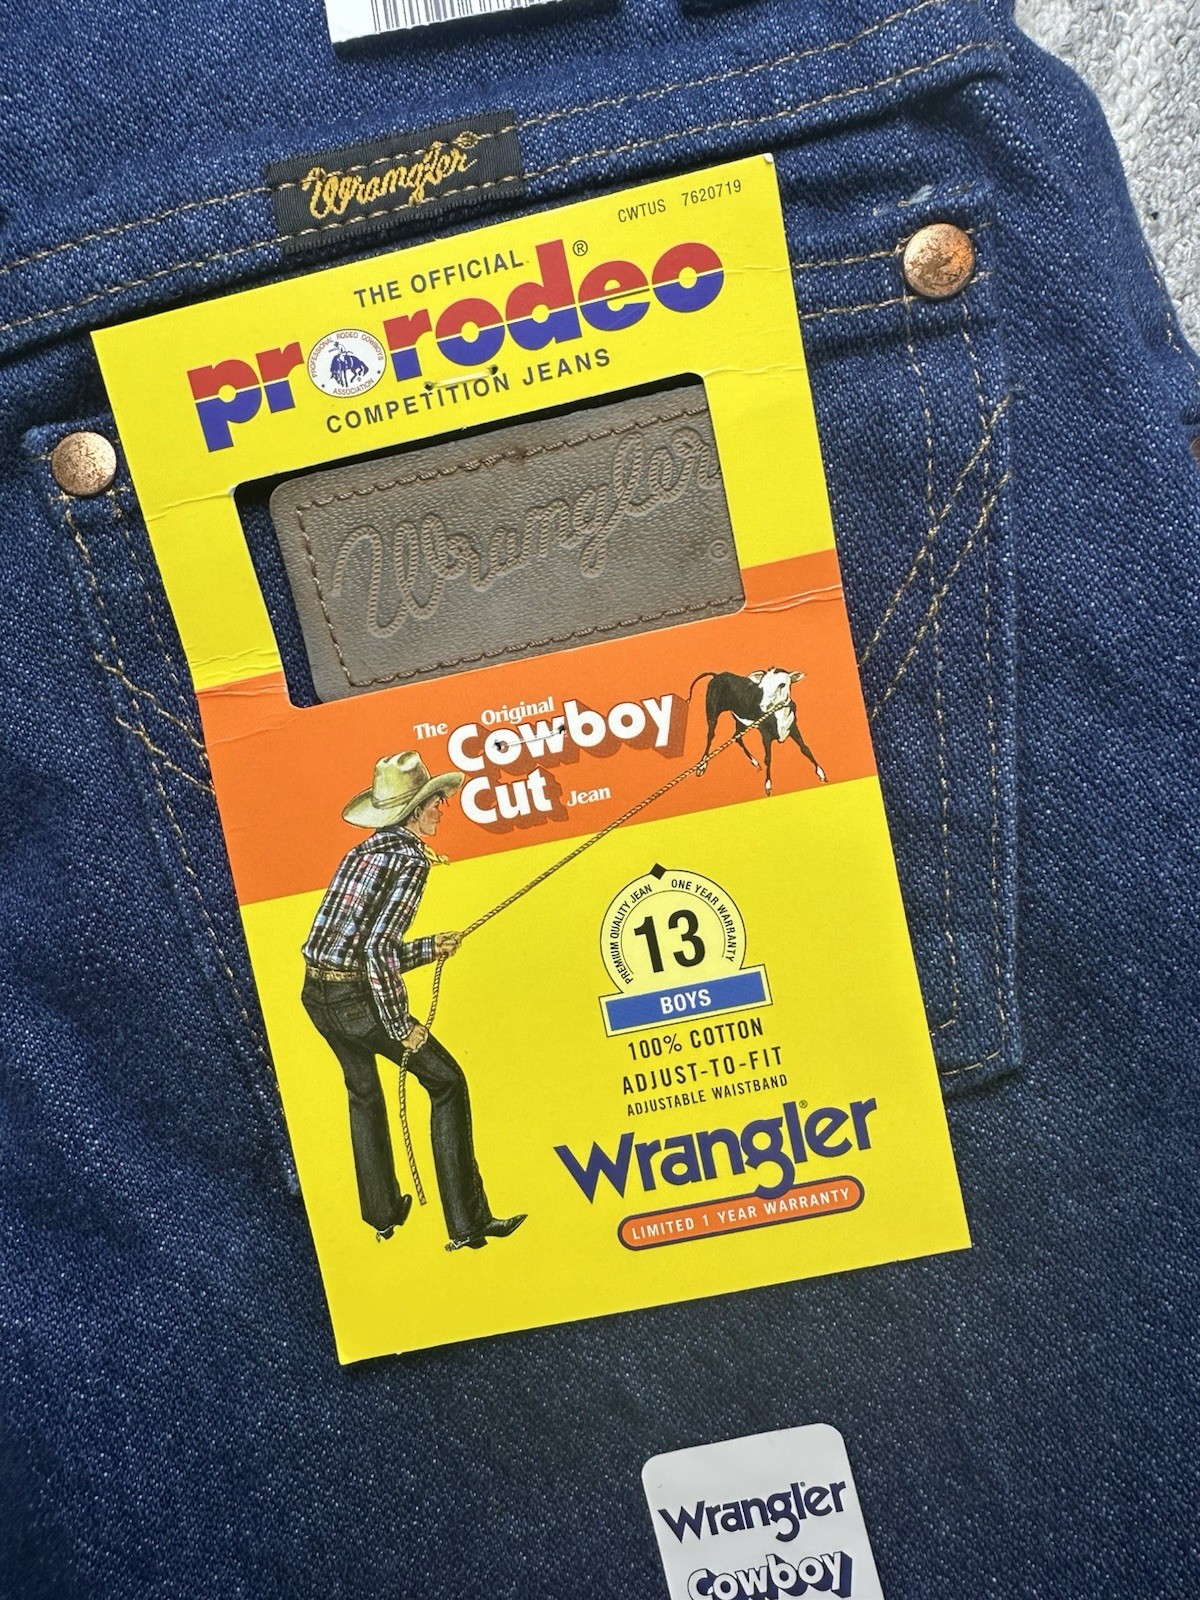 Wrangler
CWTUS 7620719
THE OFFICIAL
prorodeo®
PROFESSIONAL RODEO COWBOYS
ASSOCIATION
COMPETITION JEANS
Wrangler
®
The Original
Cowboy
Cut Jean
PREMIUM QUALITY JEAN ONE YEAR WARRANTY
13
BOYS
100% COTTON
ADJUST-TO-FIT
ADJUSTABLE WAISTBAND
Wrangler®
LIMITED 1 YEAR WARRANTY
Wrangler
Cowboy